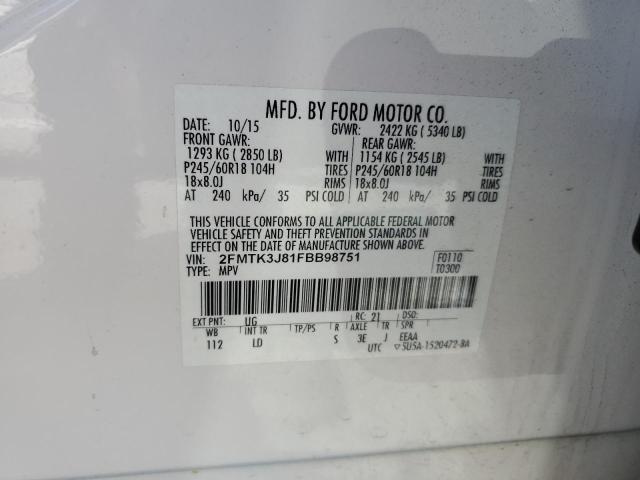 MFD. BY FORD MOTOR CO.
DATE: 10/15 GVWR: 2422 KG ( 5340 LB)
FRONT GAWR: REAR GAWR:
1293 KG ( 2850 LB) WITH 1154 KG ( 2545 LB) WITH
P245/60R18 104H TIRES P245/60R18 104H TIRES
18x8.0J RIMS 18x8.0J RIMS
AT 240 kPa/ 35 PSI COLD AT 240 kPa/ 35 PSI COLD
THIS VEHICLE CONFORMS TO ALL APPLICABLE FEDERAL MOTOR
VEHICLE SAFETY AND THEFT PREVENTION STANDARDS IN
EFFECT ON THE DATE OF MANUFACTURE SHOWN ABOVE.
VIN: 2FMTK3J81FBB98751 F0110
TYPE: MPV T0300
EXT PNT: UG RC: 21 DSO:
WB INT TR TP/PS R AXLE TR SPR
112 LD S 3E J EEAA
UTC ▽5U5A-1520472-BA